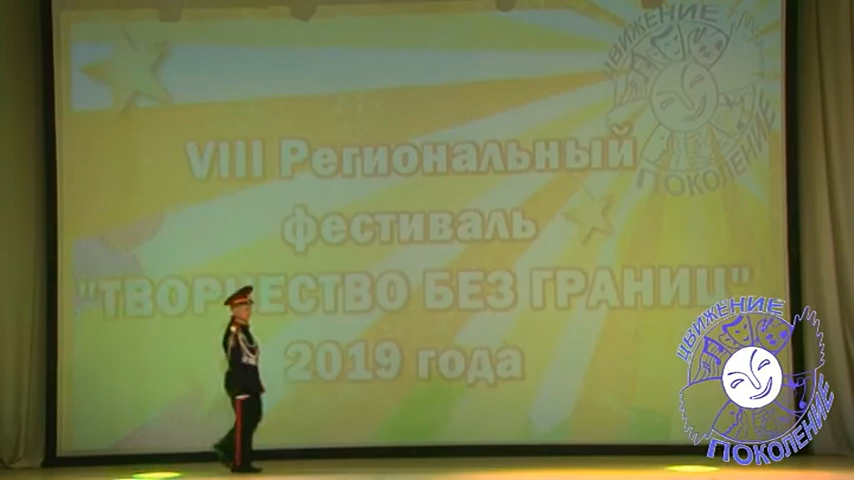 ДВИЖЕНИЕ
ПОКОЛЕНИЕ
VIII Региональный
фестиваль
"ТВОРЧЕСТВО БЕЗ ГРАНИЦ"
2019 года
ДВИЖЕНИЕ
ПОКОЛЕНИЕ